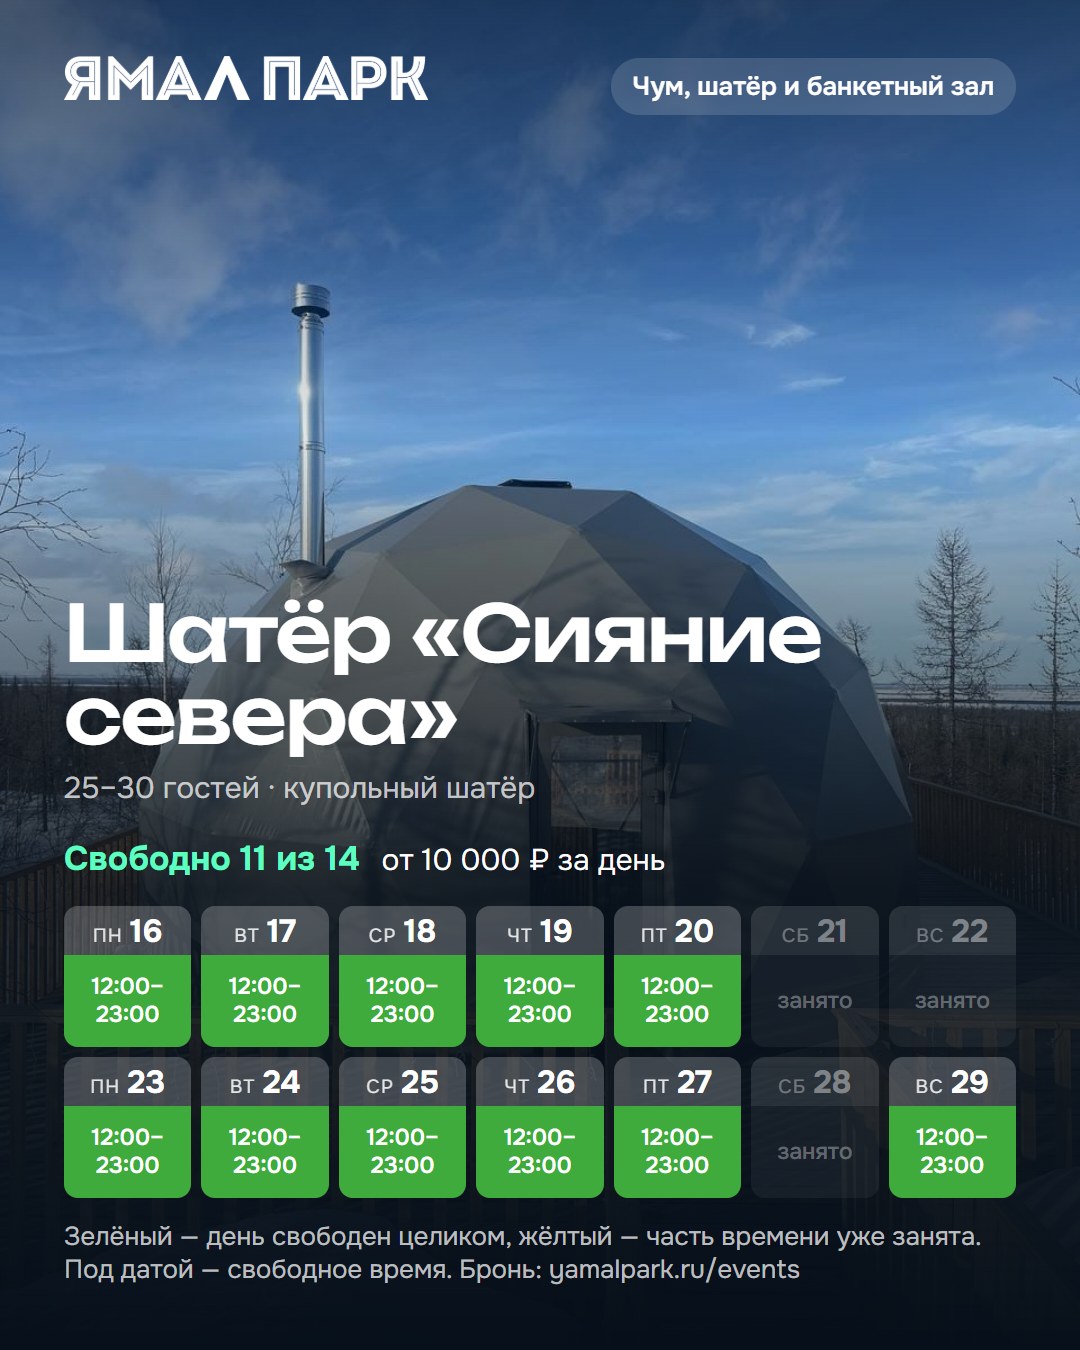 ЯМАЛ ПАРК
Чум, шатёр и банкетный зал
Шатёр «Сияние
севера»
25–30 гостей · купольный шатёр
Свободно 11 из 14 от 10 000 ₽ за день
ПН 16 ВТ 17 СР 18 ЧТ 19 ПТ 20 СБ 21 ВС 22
12:00– 12:00– 12:00– 12:00– 12:00–
23:00 23:00 23:00 23:00 23:00
занято занято
ПН 23 ВТ 24 СР 25 ЧТ 26 ПТ 27 СБ 28 ВС 29
12:00– 12:00– 12:00– 12:00– 12:00– 12:00–
23:00 23:00 23:00 23:00 23:00 23:00
занято
Зелёный — день свободен целиком, жёлтый — часть времени уже занята.
Под датой — свободное время. Бронь: yamalpark.ru/events